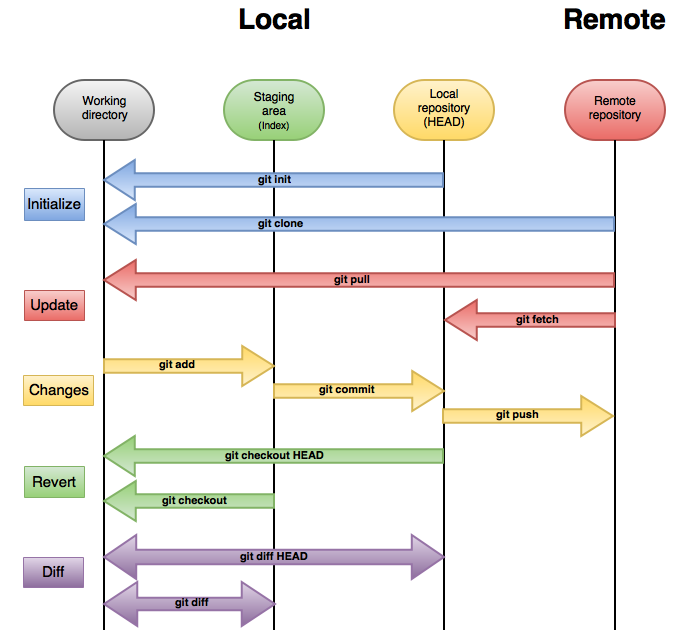 Local
Remote
Working
directory
Staging
area
(Index)
Local
repository
(HEAD)
Remote
repository
git init
Initialize
git clone
git pull
Update
git fetch
git add
Changes
git commit
git push
git checkout HEAD
Revert
git checkout
git diff HEAD
Diff
git diff